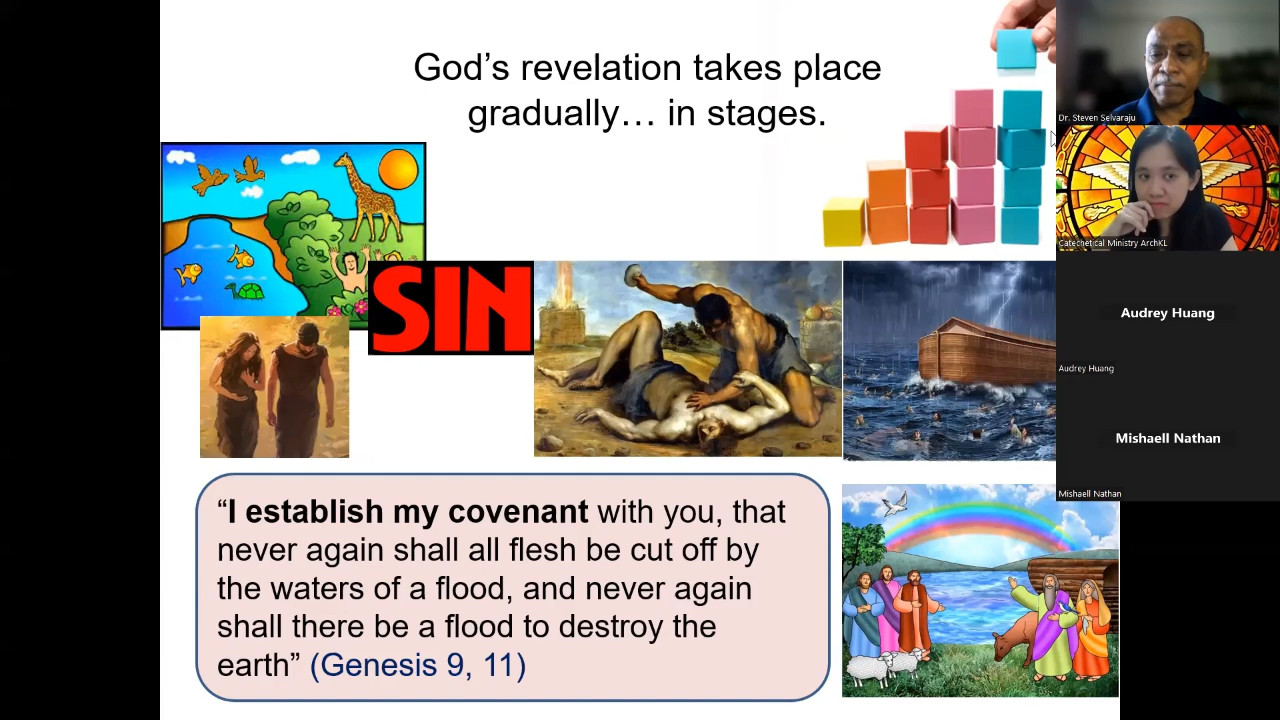 God’s revelation takes place
gradually… in stages.
SIN
“I establish my covenant with you, that
never again shall all flesh be cut off by
the waters of a flood, and never again
shall there be a flood to destroy the
earth” (Genesis 9, 11)
Dr. Steven Selvaraju
Catechetical Ministry ArchKL
Audrey Huang
Audrey Huang
Mishaell Nathan
Mishaell Nathan